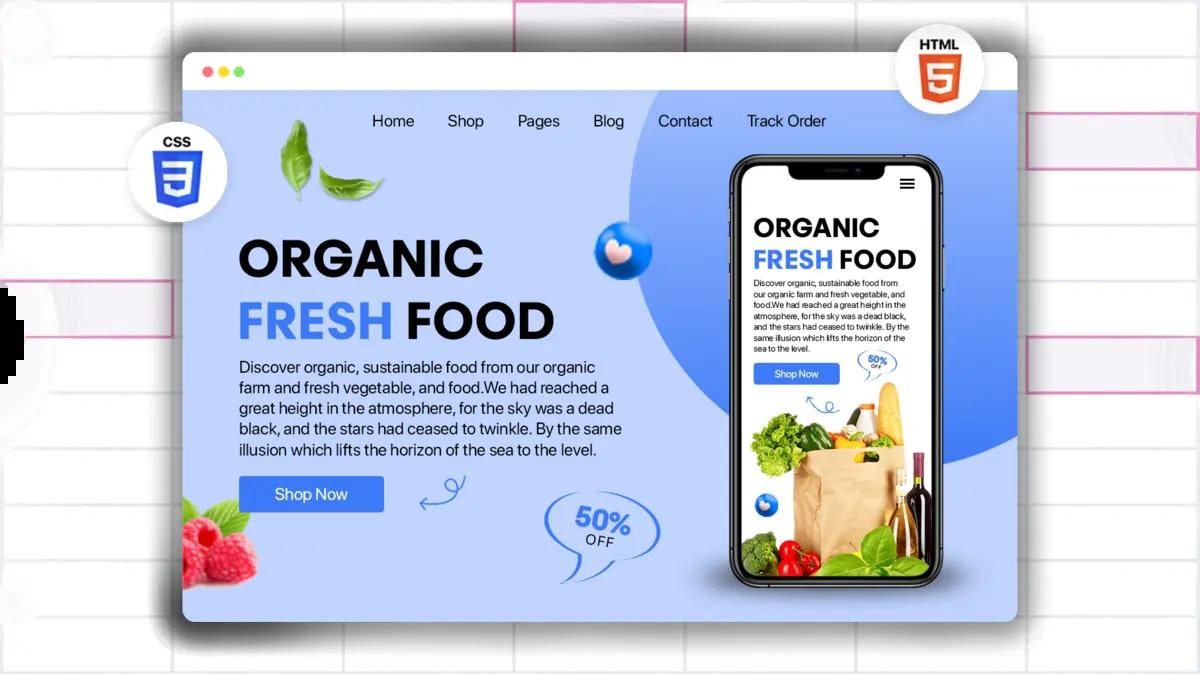 HTML
5
CSS
3
Home Shop Pages Blog Contact Track Order
ORGANIC
FRESH FOOD
Discover organic, sustainable food from our organic
farm and fresh vegetable, and food.We had reached a
great height in the atmosphere, for the sky was a dead
black, and the stars had ceased to twinkle. By the same
illusion which lifts the horizon of the sea to the level.
Shop Now
50%
OFF
ORGANIC
FRESH FOOD
Discover organic, sustainable food from
our organic farm and fresh vegetable, and
food.We had reached a great height in the
atmosphere, for the sky was a dead black,
and the stars had ceased to twinkle. By the
same illusion which lifts the horizon of the
sea to the level.
Shop Now
50%
OFF